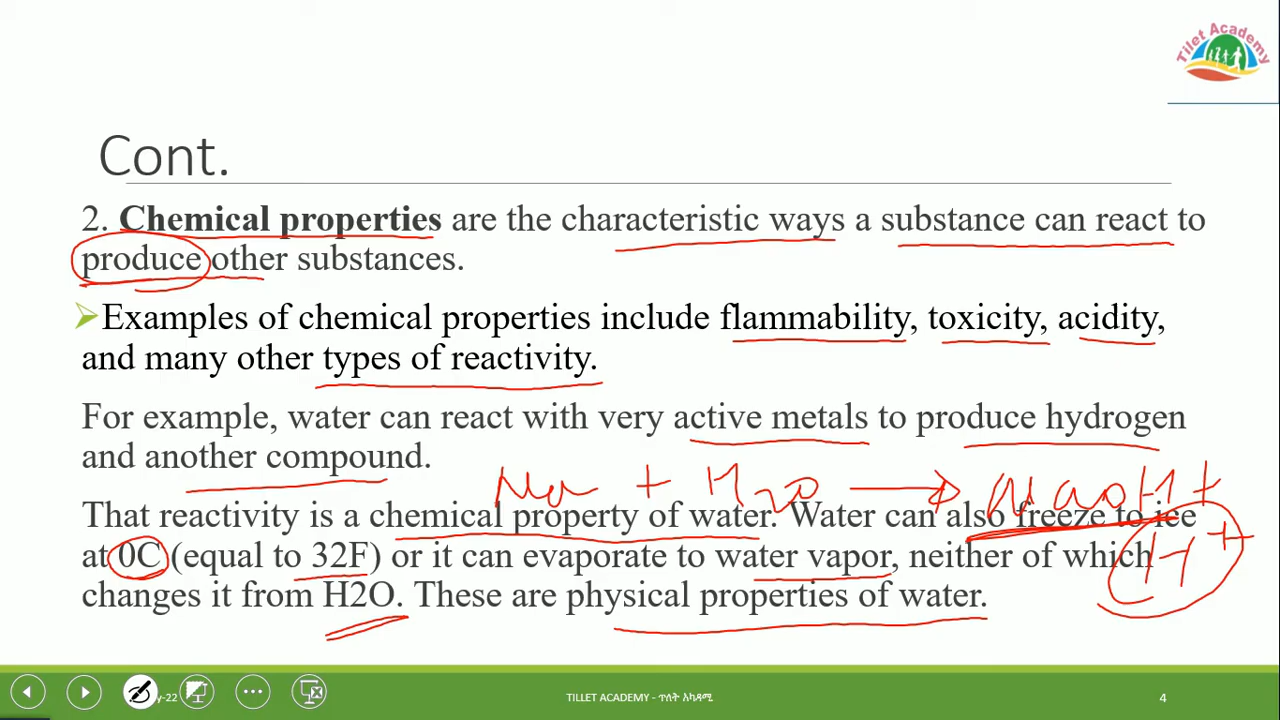 Tilet Academy
Cont.
2. Chemical properties are the characteristic ways a substance can react to
produce other substances.
Examples of chemical properties include flammability, toxicity, acidity,
and many other types of reactivity.
For example, water can react with very active metals to produce hydrogen
and another compound.
Na + H2O → NaOH +
H+
That reactivity is a chemical property of water. Water can also freeze to ice
at 0C (equal to 32F) or it can evaporate to water vapor, neither of which
changes it from H2O. These are physical properties of water.
y-22
TILLET ACADEMY - ጥለት አካዳሚ
4